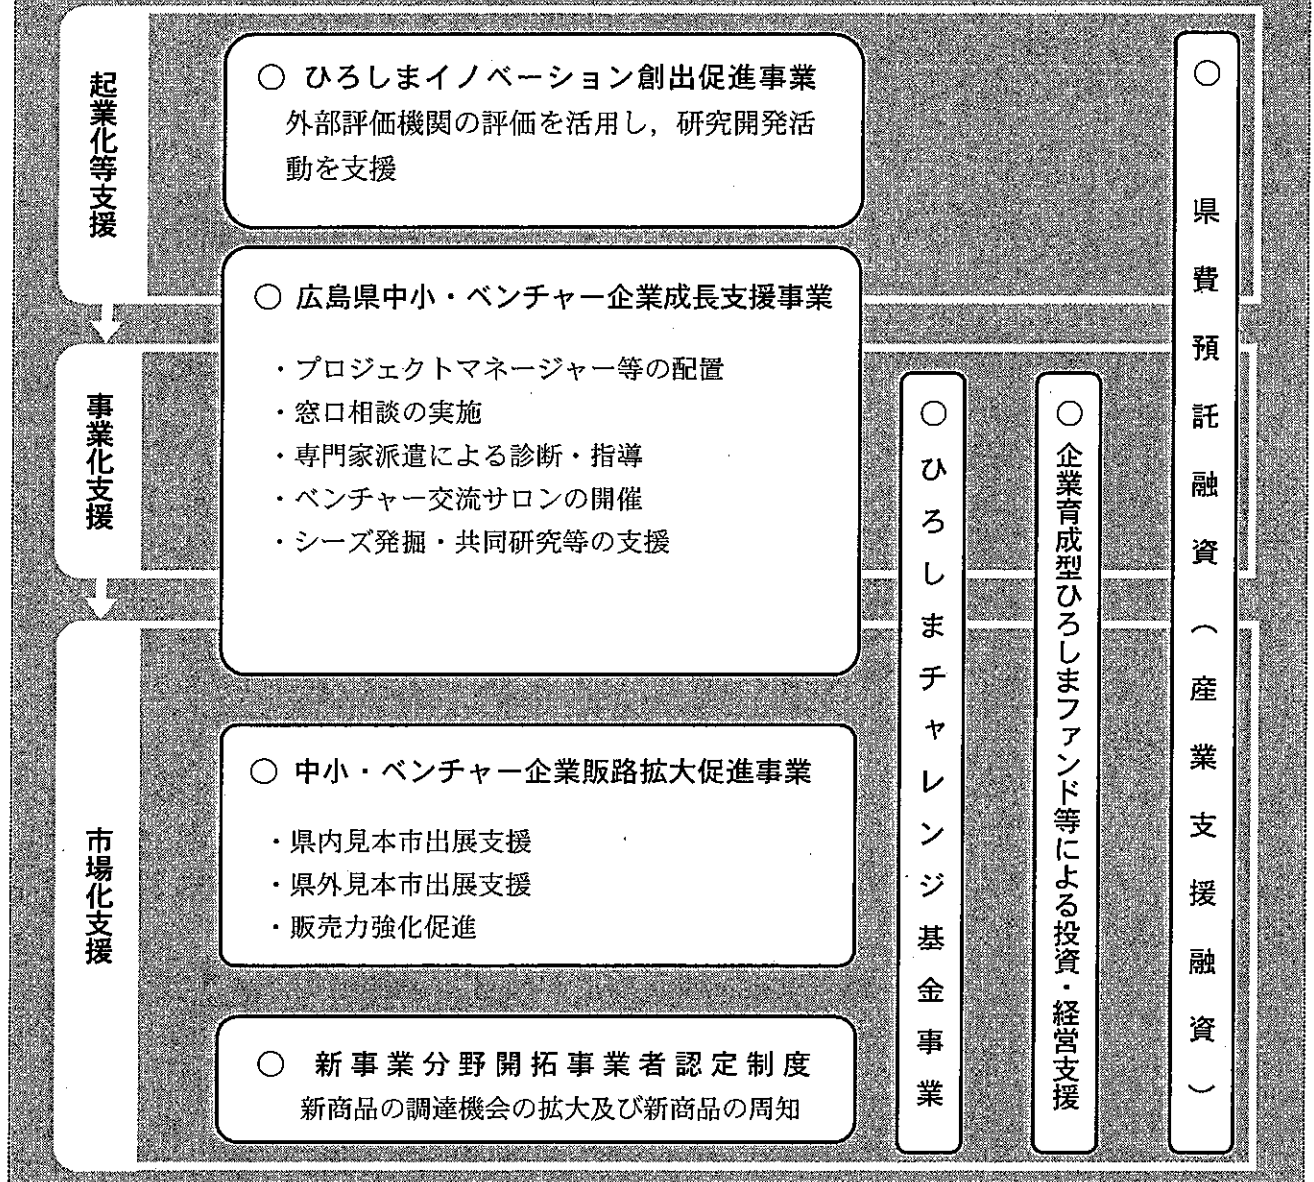 起業化等支援
○ ひろしまイノベーション創出促進事業
外部評価機関の評価を活用し，研究開発活
動を支援
○ 広島県中小・ベンチャー企業成長支援事業
・プロジェクトマネージャー等の配置
・窓口相談の実施
・専門家派遣による診断・指導
・ベンチャー交流サロンの開催
・シーズ発掘・共同研究等の支援
事業化支援
市場化支援
○ 中小・ベンチャー企業販路拡大促進事業
・県内見本市出展支援
・県外見本市出展支援
・販売力強化促進
○ 新事業分野開拓事業者認定制度
新商品の調達機会の拡大及び新商品の周知
○ひろしまチャレンジ基金事業
○企業育成型ひろしまファンド等による投資・経営支援
○ 県費預託融資（産業支援融資）